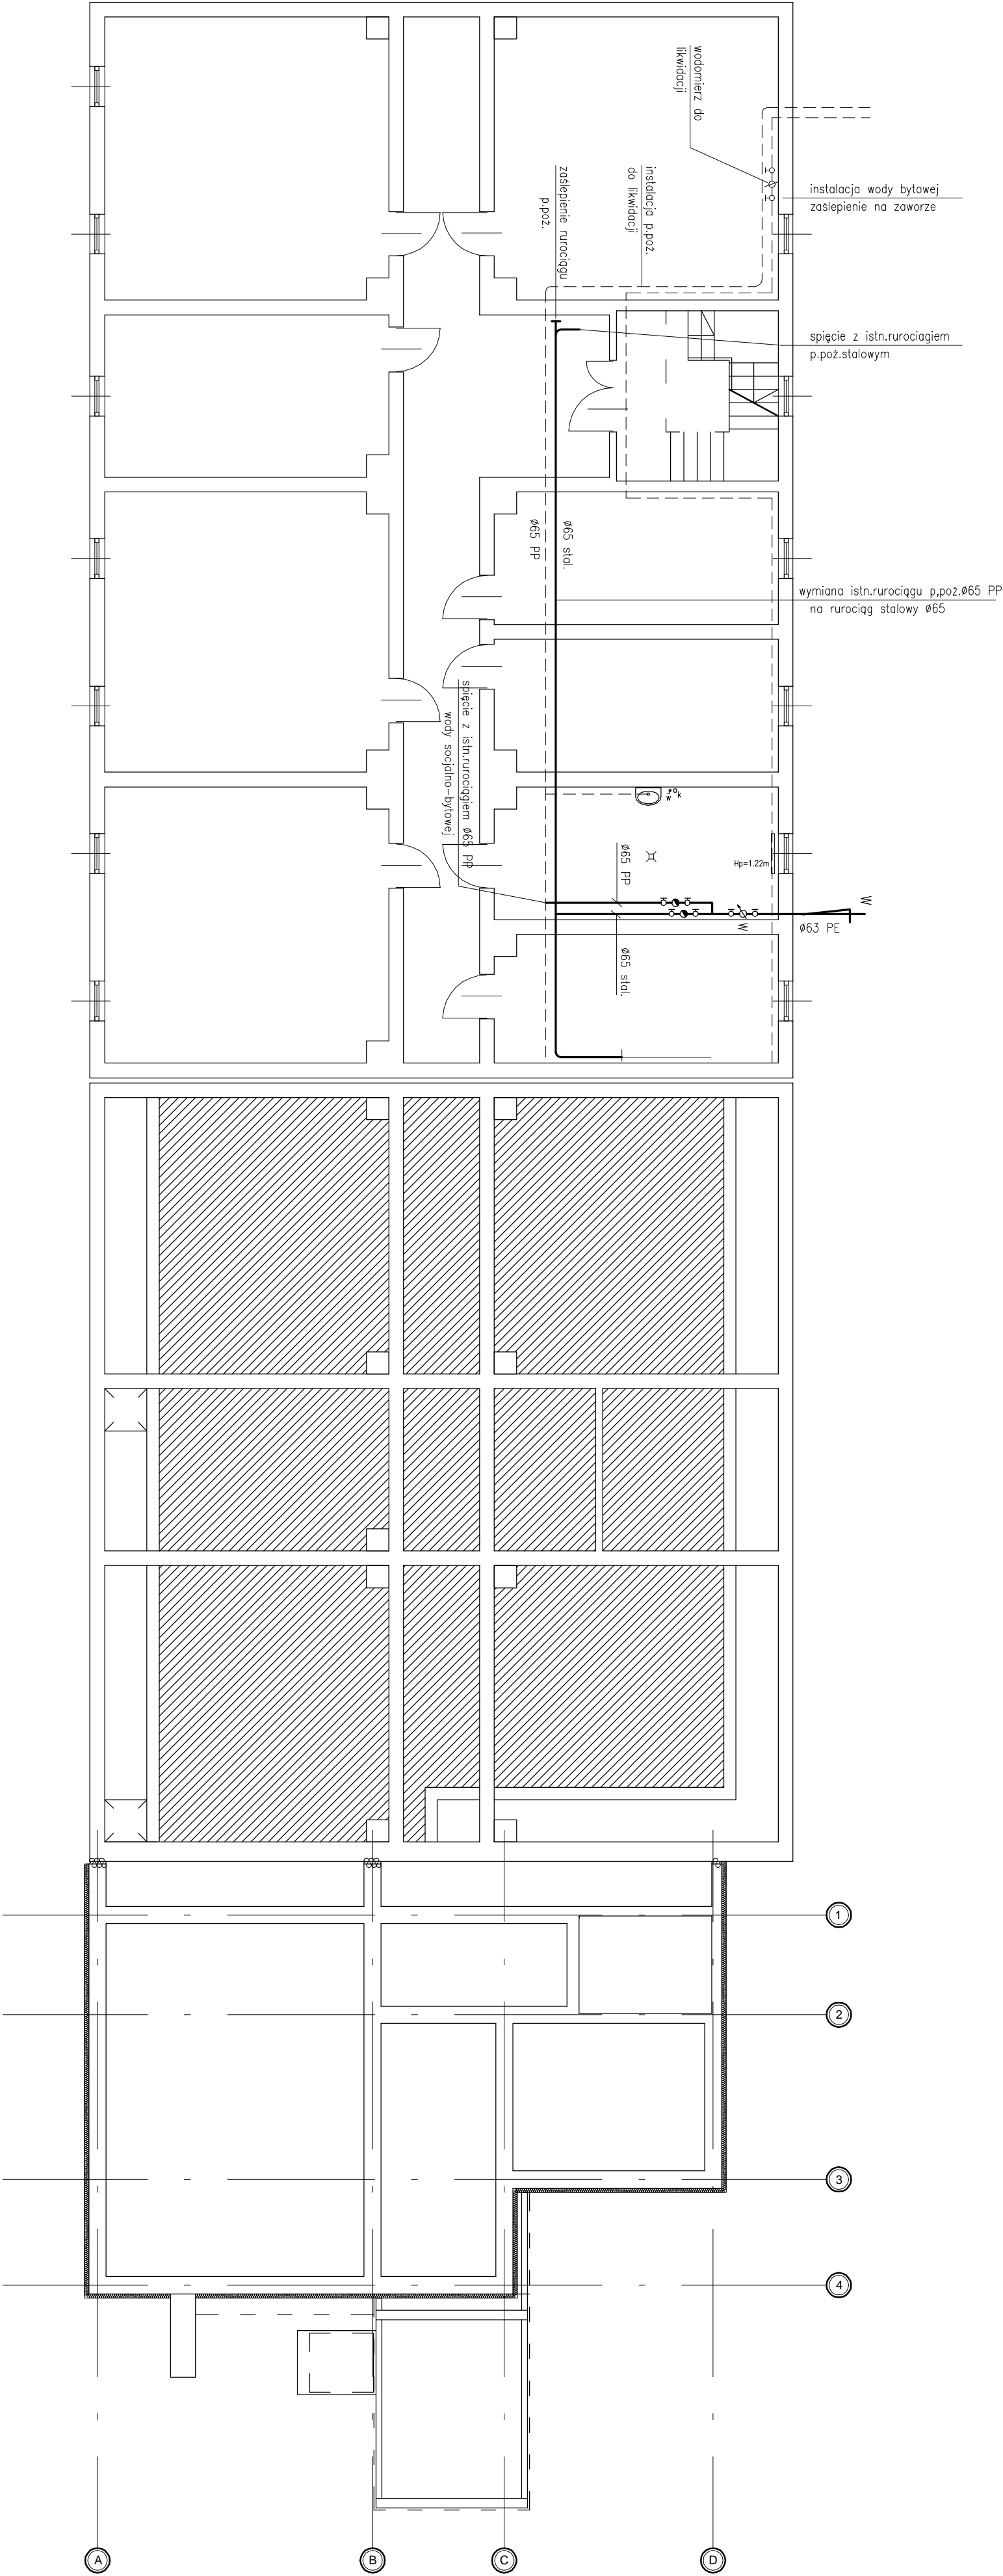 wodomierz do
likwidacji
instalacja wody bytowej
zaślepienie na zaworze
instalacja p.poż.
do likwidacji
zaślepienie rurociągu
p.poż.
spięcie z istn.rurociagiem
p.poż.stalowym
ø65 stal.
ø65 PP
wymiana istn.rurociągu p,poż.ø65 PP
na rurociąg stalowy ø65
spięcie z istn.rurociągiem ø65 PP
wody socjalno-bytowej
w
k
Hp=1.22m
ø65 PP
W
W
ø63 PE
ø65 stal.
1
2
3
4
A
B
C
D